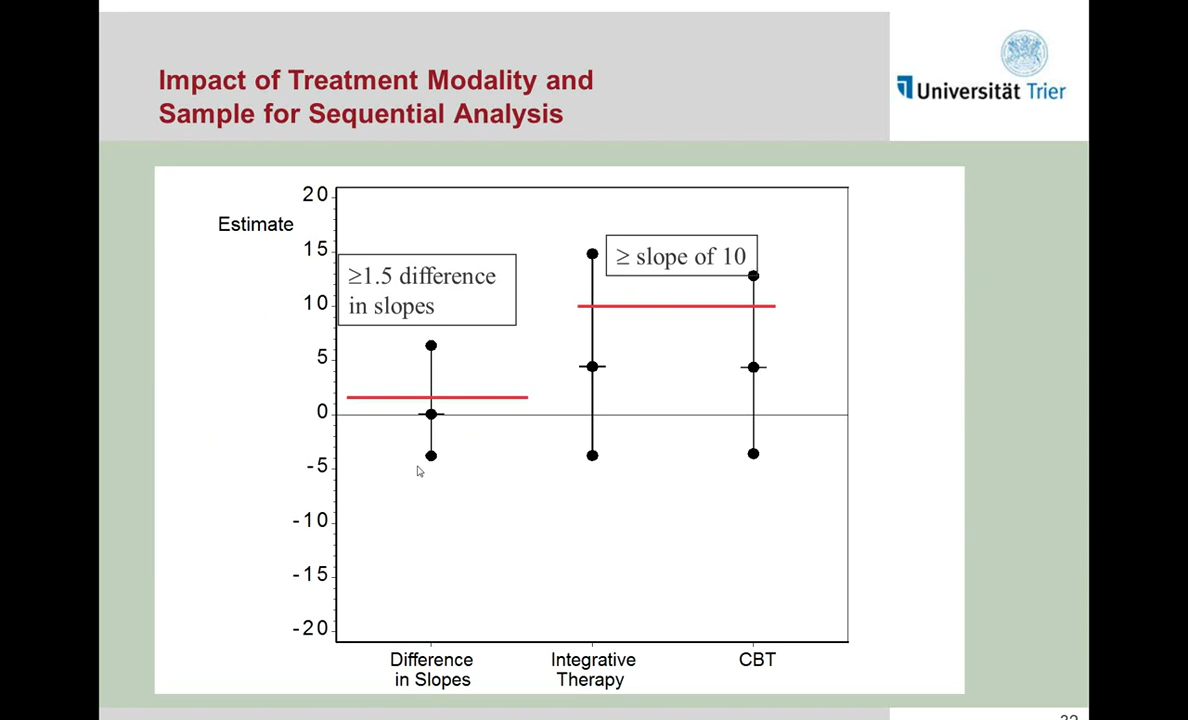 Impact of Treatment Modality and
Sample for Sequential Analysis
Universität Trier
Estimate
20
15
10
5
0
-5
-10
-15
-20
≥1.5 difference
in slopes
≥ slope of 10
Difference
in Slopes
Integrative
Therapy
CBT